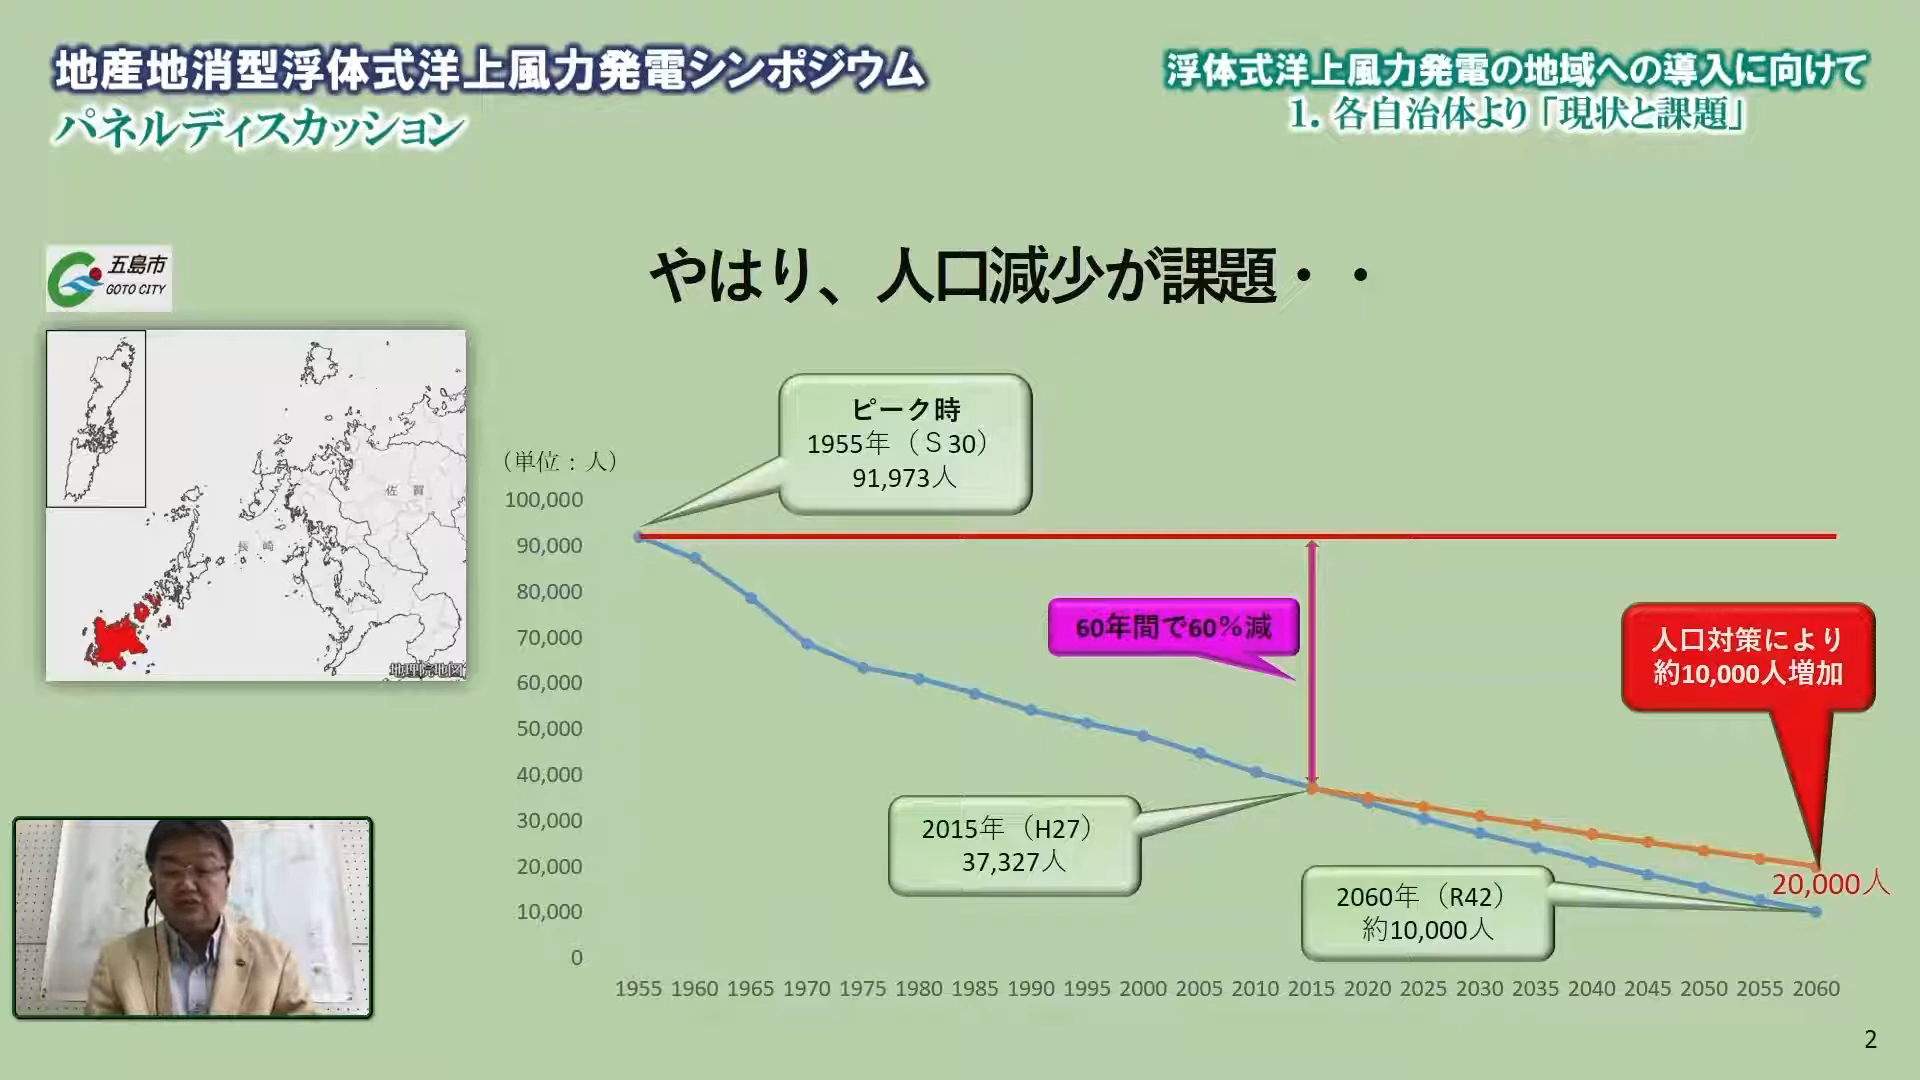 地産地消型浮体式洋上風力発電シンポジウム
パネルディスカッション
浮体式洋上風力発電の地域への導入に向けて
1. 各自治体より「現状と課題」
五島市
GOTO CITY
やはり、人口減少が課題・・
佐 賀
長 崎
地理院地図
（単位：人）
100,000
90,000
80,000
70,000
60,000
50,000
40,000
30,000
20,000
10,000
0
ピーク時
1955年（Ｓ30）
91,973人
60年間で60％減
人口対策により
約10,000人増加
2015年（H27）
37,327人
2060年（R42）
約10,000人
20,000人
1955 1960 1965 1970 1975 1980 1985 1990 1995 2000 2005 2010 2015 2020 2025 2030 2035 2040 2045 2050 2055 2060
2